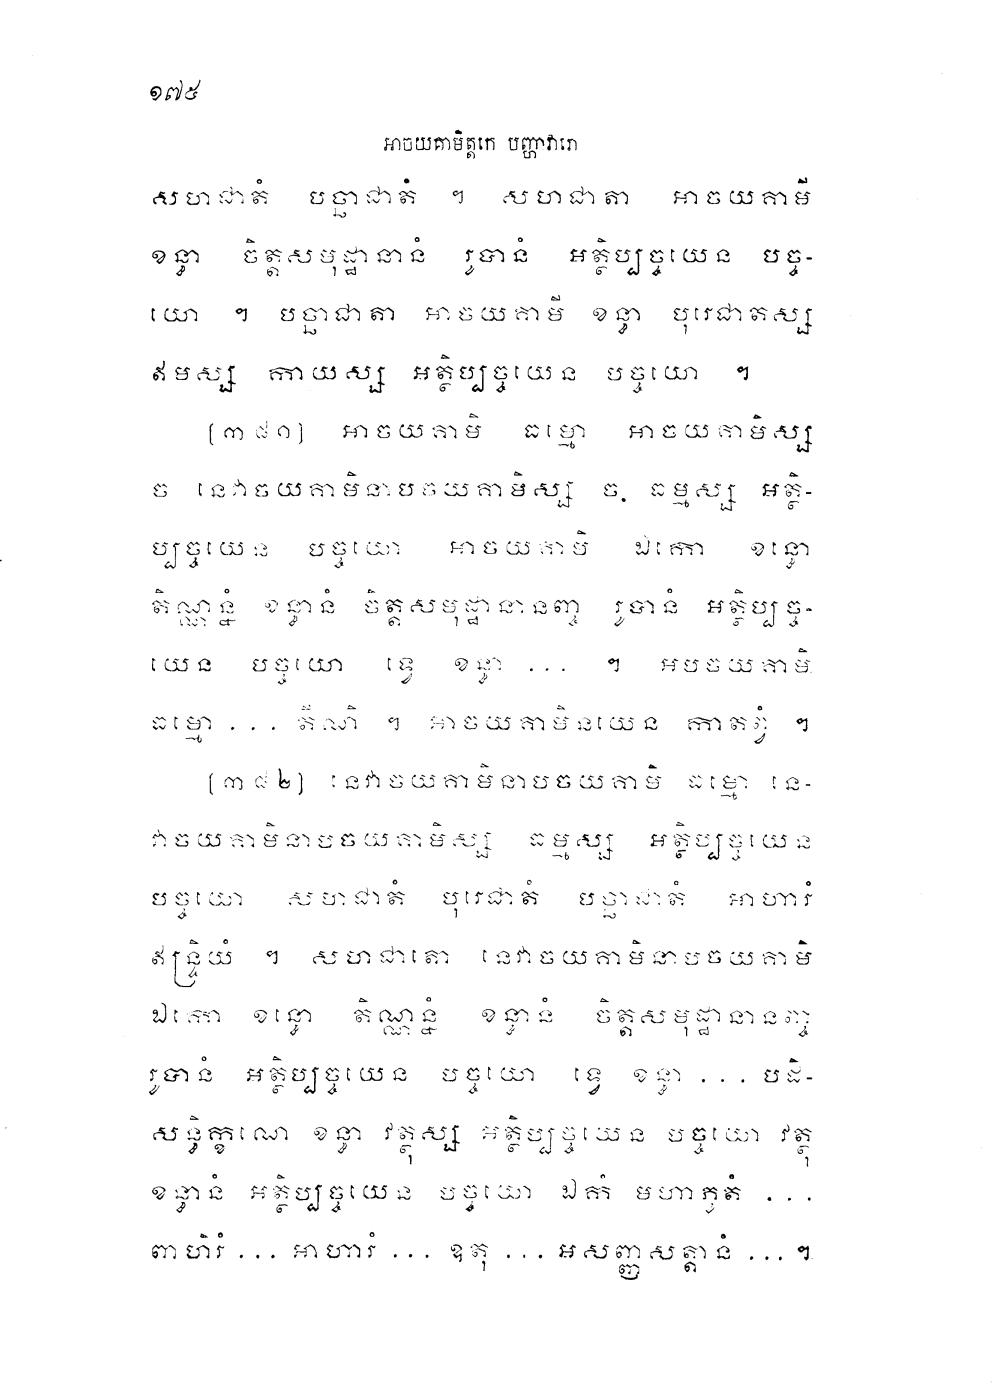 ១៧៥
អាចយគាមិត្តកេ បញ្ហាវារោ
សហជាតំ បច្ឆាជាតំ ។ សហជាតា អាចយគាមី
ខន្ធា ចិត្តសមុដ្ឋានានំ រូបានំ អត្ថិប្បច្ចយេន បច្ច-
យោ ។ បច្ឆាជាតា អាចយគាមី ខន្ធា បុរេជាតស្ស
ឥមស្ស កាយស្ស អត្ថិប្បច្ចយេន បច្ចយោ ។
[៣៩១] អាចយគាមិ ធម្មោ អាចយគាមិស្ស
ច នេវាចយគាមិនាបចយគាមិស្ស ច ធម្មស្ស អត្ថិ-
ប្បច្ចយេន បច្ចយោ អាចយគាមិ ឯកោ ខន្ធោ
តិណ្ណន្នំ ខន្ធានំ ចិត្តសមុដ្ឋានានញ្ច រូបានំ អត្ថិប្បច្ច-
យេន បច្ចយោ ទ្វេ ខន្ធា ... ។ អបចយគាមិ
ធម្មោ ... តីណិ ។ អាចយគាមិនយេន កាតព្វំ ។
[៣៩២] នេវាចយគាមិនាបចយគាមិ ធម្មោ នេ-
វាចយគាមិនាបចយគាមិស្ស ធម្មស្ស អត្ថិប្បច្ចយេន
បច្ចយោ សហជាតំ បុរេជាតំ បច្ឆាជាតំ អាហារំ
ឥន្ទ្រិយំ ។ សហជាតោ នេវាចយគាមិនាបចយគាមិ
ឯកោ ខន្ធោ តិណ្ណន្នំ ខន្ធានំ ចិត្តសមុដ្ឋានានញ្ច
រូបានំ អត្ថិប្បច្ចយេន បច្ចយោ ទ្វេ ខន្ធា ... បដិ-
សន្ធិក្ខណេ ខន្ធា វត្ថុស្ស អត្ថិប្បច្ចយេន បច្ចយោ វត្ថុ
ខន្ធានំ អត្ថិប្បច្ចយេន បច្ចយោ ឯកំ មហាភូតំ ...
ពាហិរំ ... អាហារំ ... ឧតុ ... អសញ្ញសត្តានំ ... ។